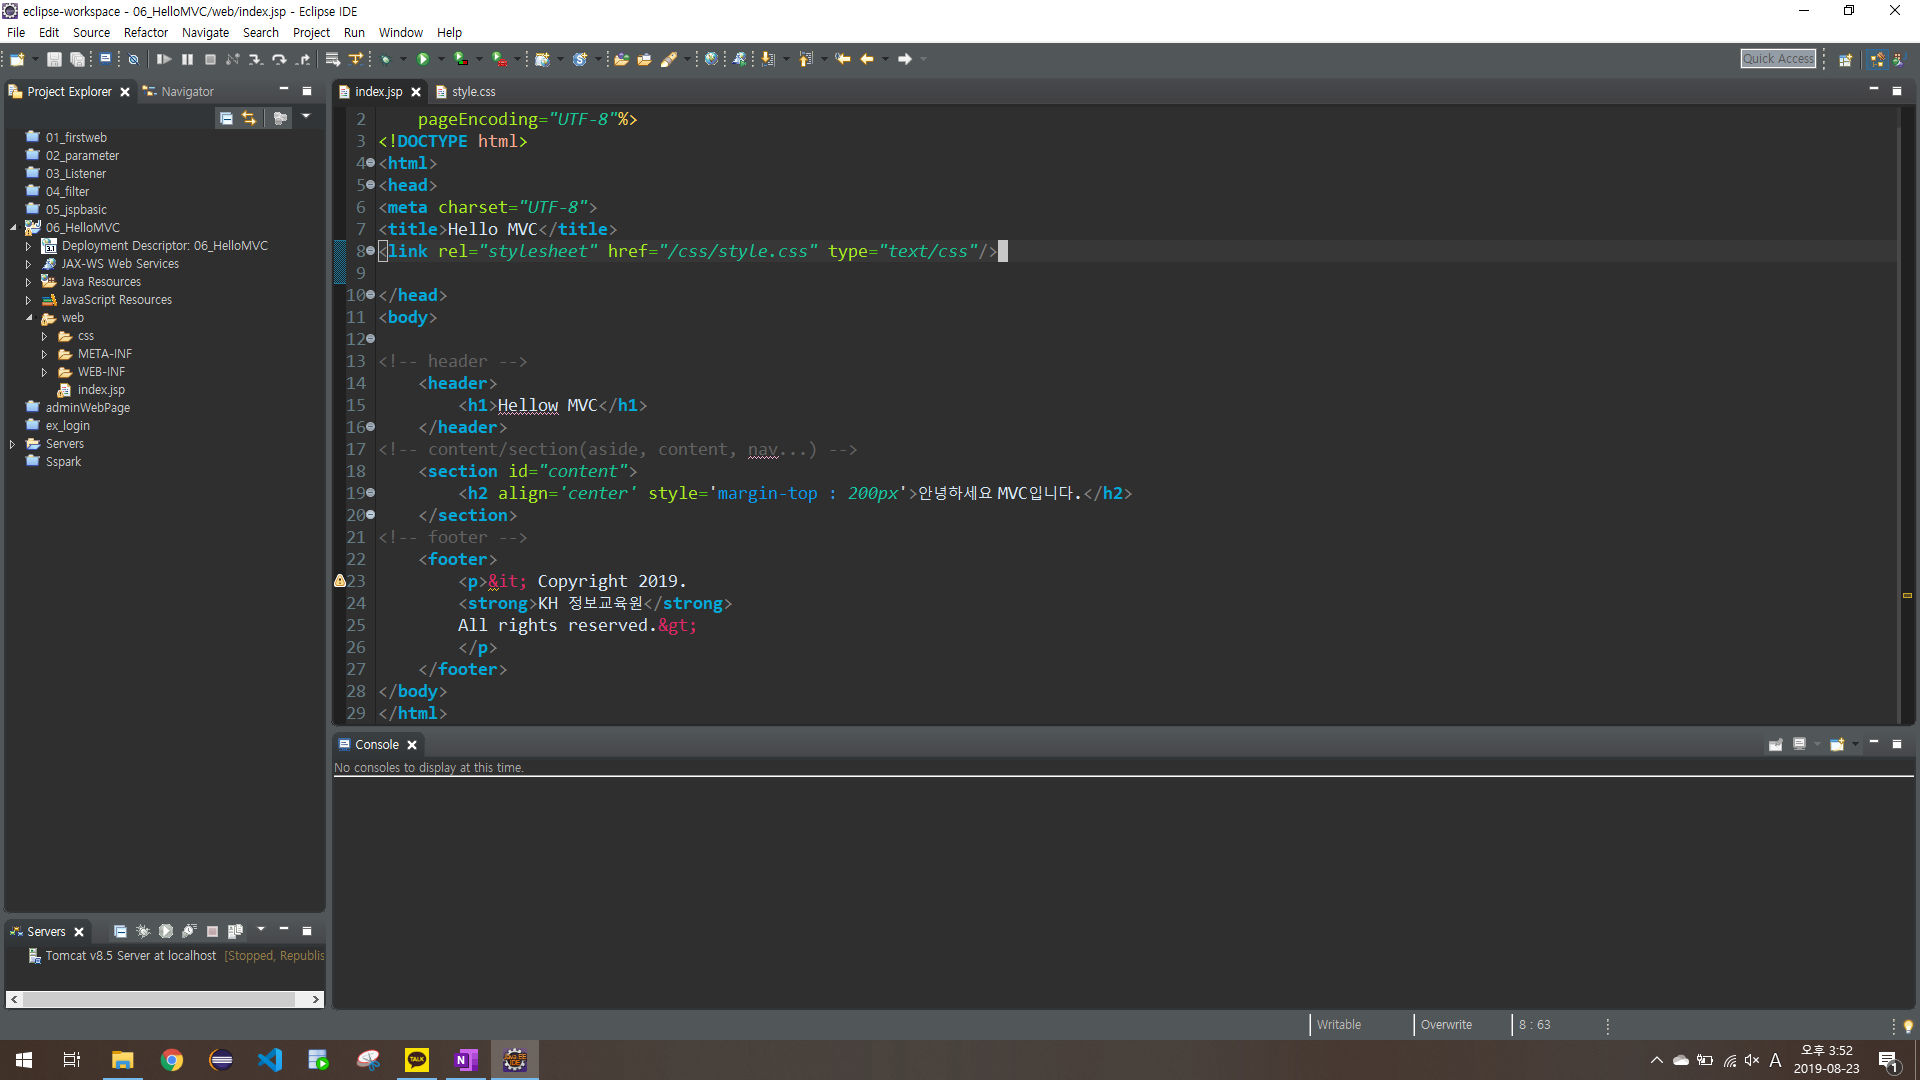 eclipse-workspace - 06_HelloMVC/web/index.jsp - Eclipse IDE
File Edit Source Refactor Navigate Search Project Run Window Help
Quick Access
Project Explorer Navigator
01_firstweb
02_parameter
03_Listener
04_filter
05_jspbasic
06_HelloMVC
3.1 Deployment Descriptor: 06_HelloMVC
JAX-WS Web Services
Java Resources
JavaScript Resources
web
css
META-INF
WEB-INF
index.jsp
adminWebPage
ex_login
Servers
Sspark
index.jsp style.css
2 pageEncoding="UTF-8"%>
3 <!DOCTYPE html>
4 <html>
5 <head>
6 <meta charset="UTF-8">
7 <title>Hello MVC</title>
8 <link rel="stylesheet" href="/css/style.css" type="text/css"/>
9
10 </head>
11 <body>
12
13 <!-- header -->
14 <header>
15 <h1>Hellow MVC</h1>
16 </header>
17 <!-- content/section(aside, content, nav...) -->
18 <section id="content">
19 <h2 align='center' style='margin-top : 200px'>안녕하세요 MVC입니다.</h2>
20 </section>
21 <!-- footer -->
22 <footer>
23 <p>&it; Copyright 2019.
24 <strong>KH 정보교육원</strong>
25 All rights reserved.&gt;
26 </p>
27 </footer>
28 </body>
29 </html>
Console
No consoles to display at this time.
Servers
Tomcat v8.5 Server at localhost [Stopped, Republis
Writable Overwrite 8 : 63
TALK
N
JAVA EE
IDE
A
오후 3:52
2019-08-23
1